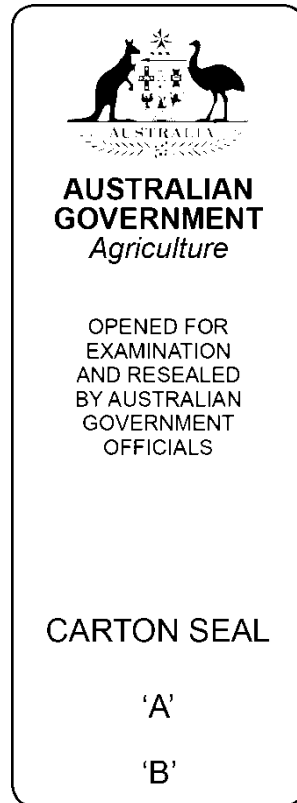 AUSTRALIA
AUSTRALIAN
GOVERNMENT
Agriculture
OPENED FOR
EXAMINATION
AND RESEALED
BY AUSTRALIAN
GOVERNMENT
OFFICIALS
CARTON SEAL
‘A’
‘B’